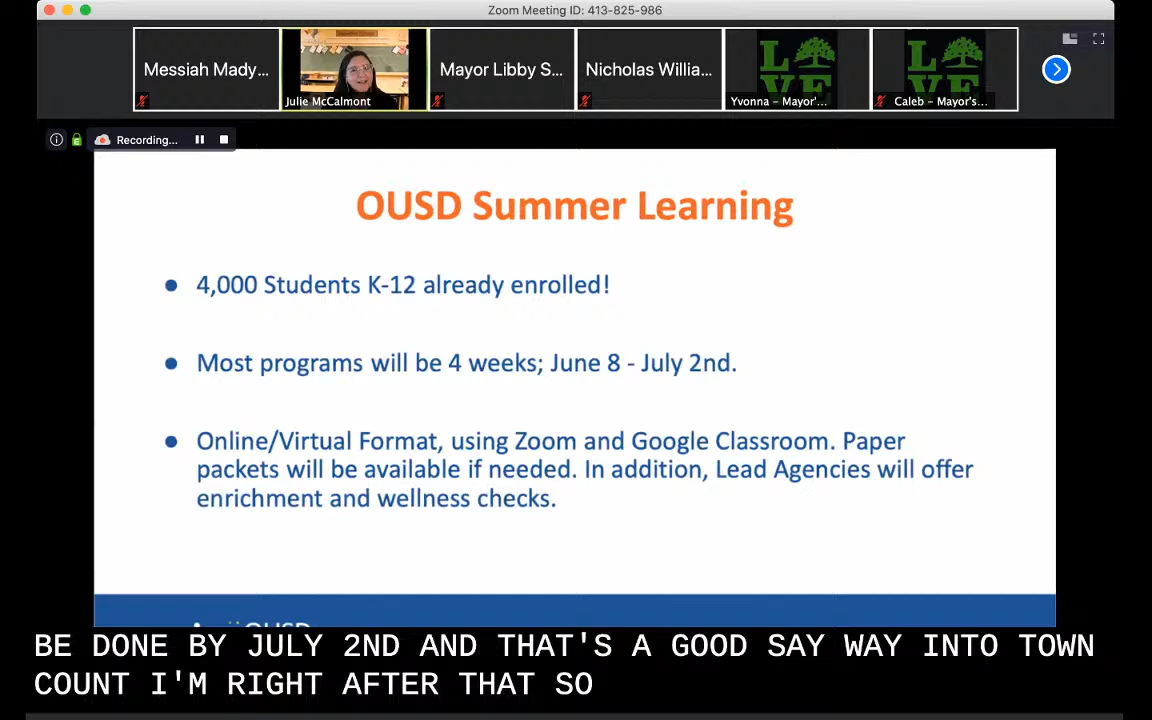 Zoom Meeting ID: 413-825-986
Messiah Mady...
Julie McCalmont
Mayor Libby S...
Nicholas Willia...
LOVE
Yvonna – Mayor'...
LOVE
Caleb – Mayor's...
Recording...
OUSD Summer Learning
● 4,000 Students K-12 already enrolled!
● Most programs will be 4 weeks; June 8 - July 2nd.
● Online/Virtual Format, using Zoom and Google Classroom. Paper
packets will be available if needed. In addition, Lead Agencies will offer
enrichment and wellness checks.
OUSD
BE DONE BY JULY 2ND AND THAT'S A GOOD SAY WAY INTO TOWN
COUNT I'M RIGHT AFTER THAT SO